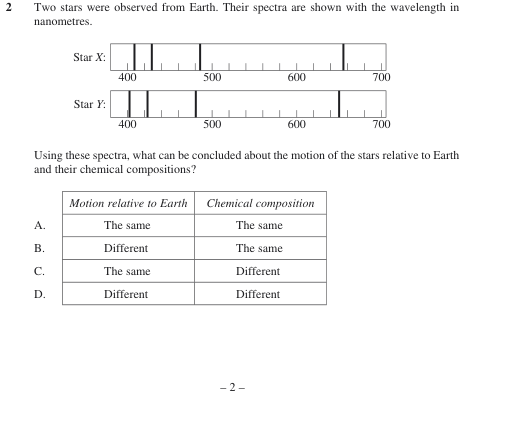 2 Two stars were observed from Earth. Their spectra are shown with the wavelength in
nanometres.
Star X:
400 500 600 700
Star Y:
400 500 600 700
Using these spectra, what can be concluded about the motion of the stars relative to Earth
and their chemical compositions?
Motion relative to Earth Chemical composition
A. The same The same
B. Different The same
C. The same Different
D. Different Different
– 2 –